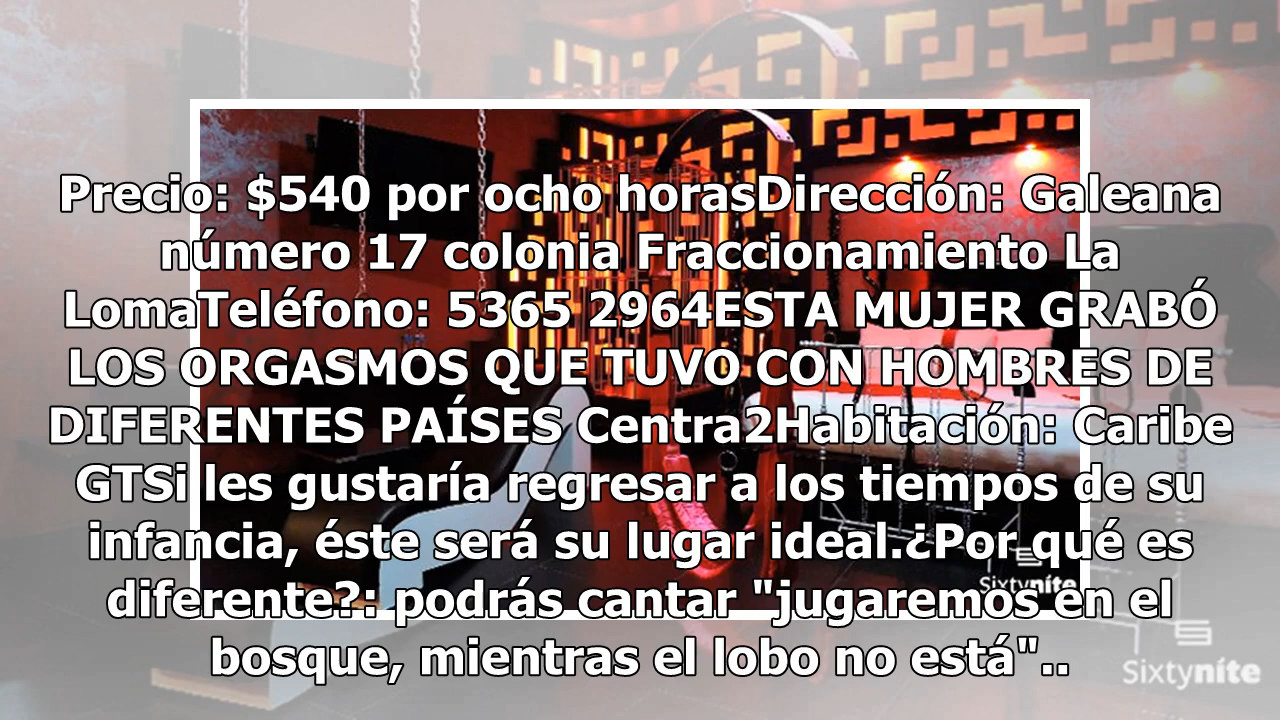 Precio: $540 por ocho horasDirección: Galeana
número 17 colonia Fraccionamiento La
LomaTeléfono: 5365 2964ESTA MUJER GRABÓ
LOS ORGASMOS QUE TUVO CON HOMBRES DE
DIFERENTES PAÍSES Centra2Habitación: Caribe
GTSi les gustaría regresar a los tiempos de su
infancia, éste será su lugar ideal.¿Por qué es
diferente?: podrás cantar "jugaremos en el
bosque, mientras el lobo no está"..
Sixtynite
Sixtynite